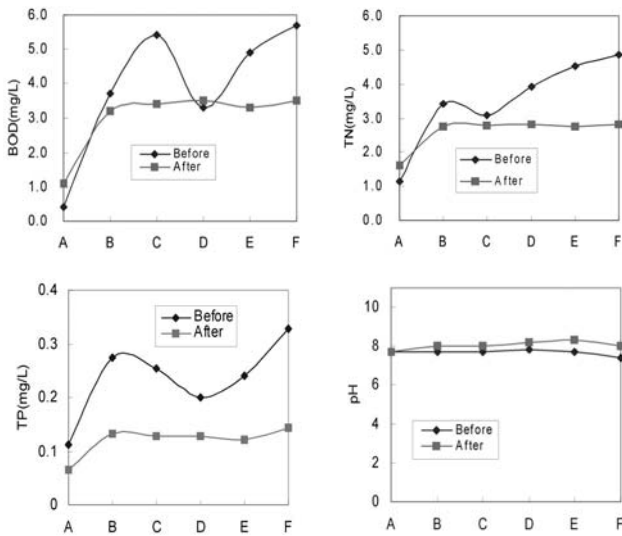 BOD(mg/L)
6.0
5.0
4.0
3.0
2.0
1.0
0.0
Before
After
A B C D E F
TN(mg/L)
6.0
5.0
4.0
3.0
2.0
1.0
0.0
Before
After
A B C D E F
TP(mg/L)
0.4
0.3
0.2
0.1
0
Before
After
A B C D E F
pH
10
8
6
4
2
0
Before
After
A B C D E F